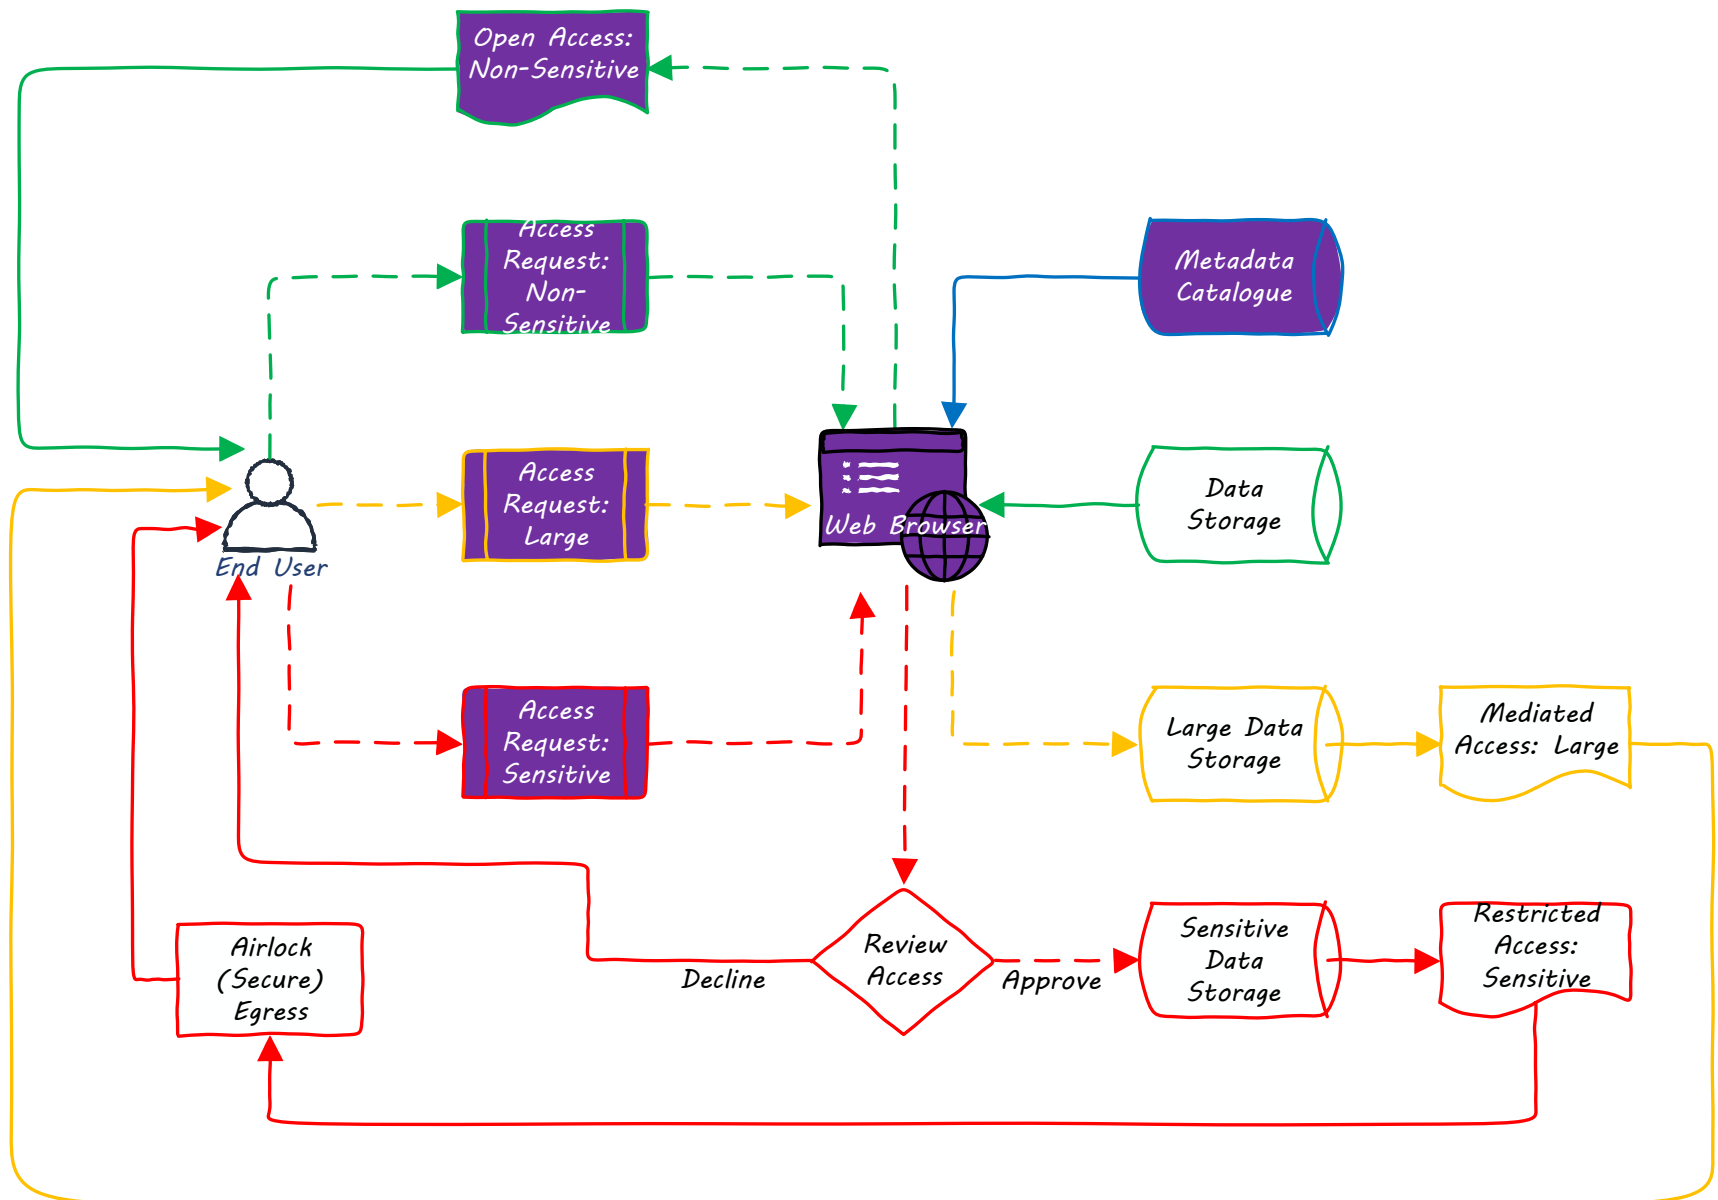 Open Access:
Non-Sensitive
Access
Request:
Non-
Sensitive
Metadata
Catalogue
Access
Request:
Large
Web Browser
Data
Storage
End User
Access
Request:
Sensitive
Large Data
Storage
Mediated
Access: Large
Airlock
(Secure)
Egress
Decline
Review
Access
Approve
Sensitive
Data
Storage
Restricted
Access:
Sensitive